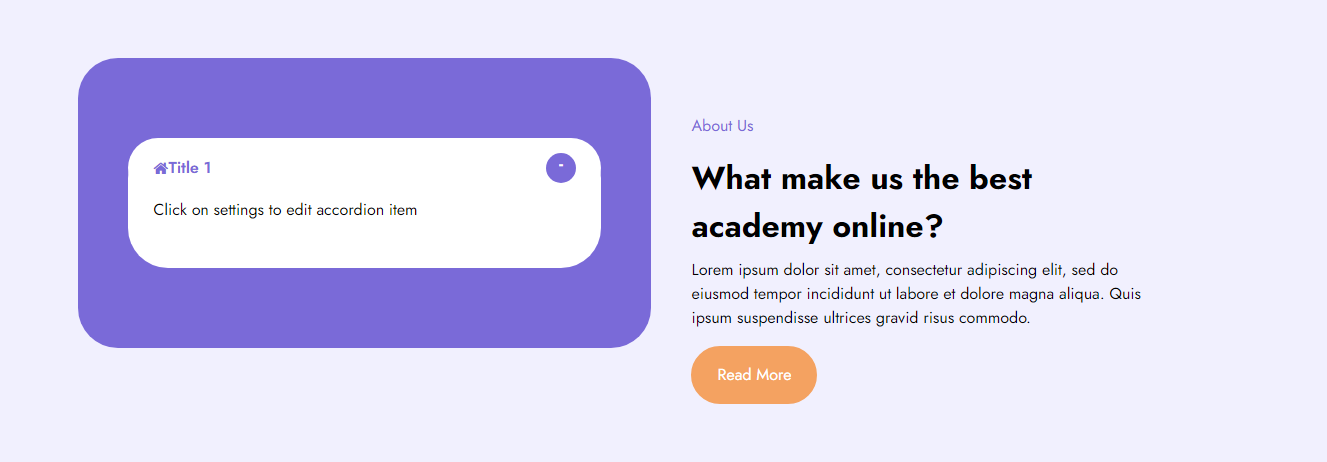 Title 1
-
Click on settings to edit accordion item
About Us
What make us the best
academy online?
Lorem ipsum dolor sit amet, consectetur adipiscing elit, sed do
eiusmod tempor incididunt ut labore et dolore magna aliqua. Quis
ipsum suspendisse ultrices gravid risus commodo.
Read More